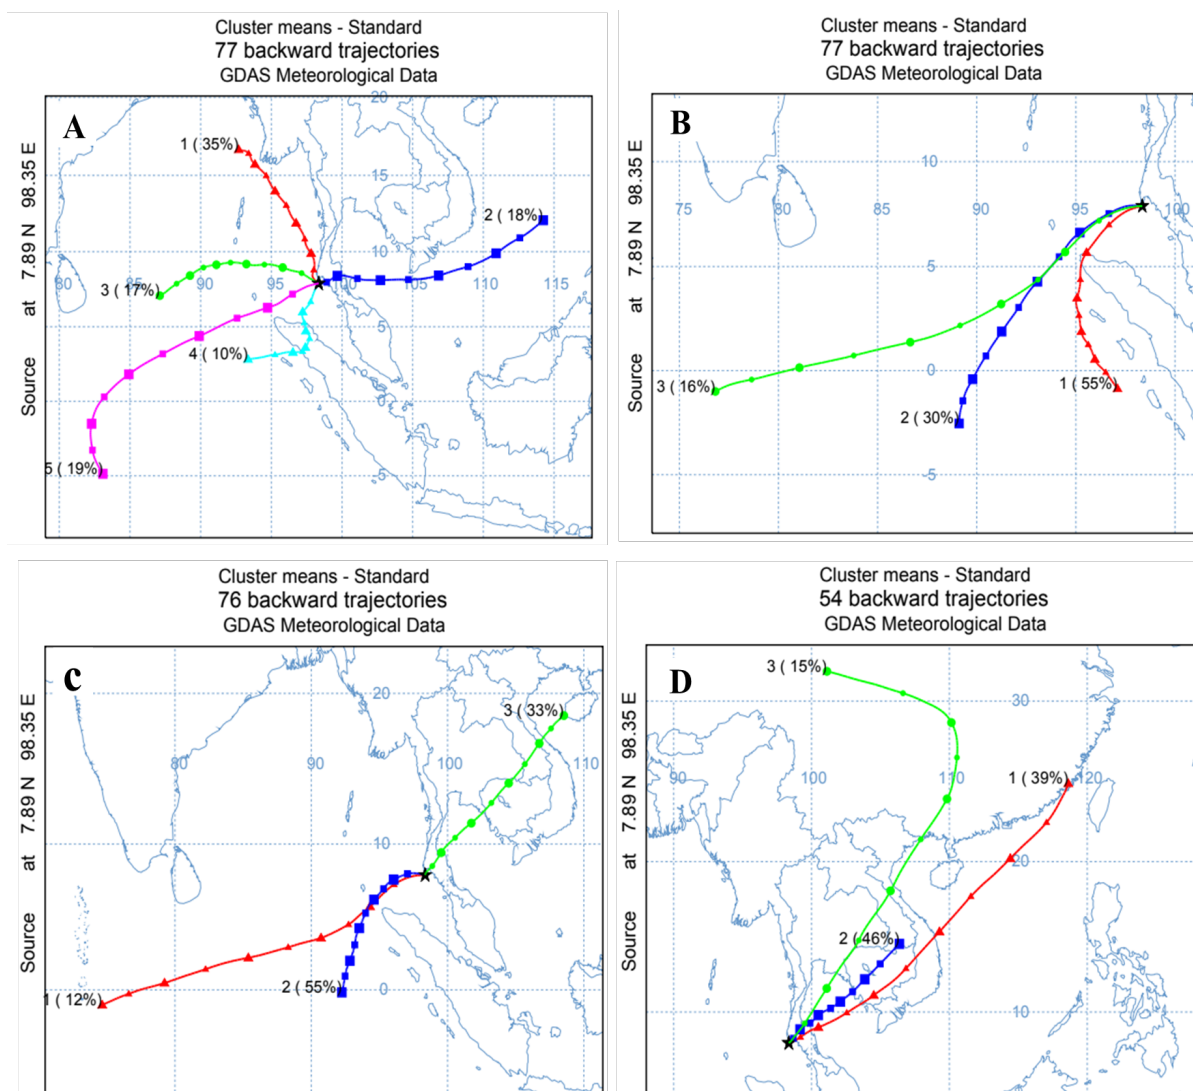 Cluster means - Standard
77 backward trajectories
GDAS Meteorological Data
A
Source at 7.89 N 98.35 E
20
15
10
5
0
-5
80
85
90
95
100
105
110
115
1 ( 35%)
2 ( 18%)
3 ( 17%)
4 ( 10%)
5 ( 19%)
Cluster means - Standard
77 backward trajectories
GDAS Meteorological Data
B
Source at 7.89 N 98.35 E
10
5
0
-5
75
80
85
90
95
100
3 ( 16%)
2 ( 30%)
1 ( 55%)
Cluster means - Standard
76 backward trajectories
GDAS Meteorological Data
C
Source at 7.89 N 98.35 E
20
10
0
80
90
100
110
3 ( 33%)
1 ( 12%)
2 ( 55%)
Cluster means - Standard
54 backward trajectories
GDAS Meteorological Data
D
Source at 7.89 N 98.35 E
30
20
10
90
100
110
120
3 ( 15%)
1 ( 39%)
2 ( 46%)